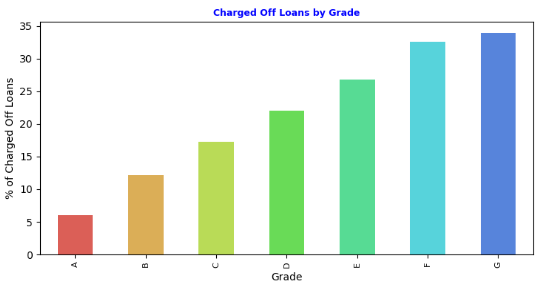 Charged Off Loans by Grade
% of Charged Off Loans
35
30
25
20
15
10
5
0
A
B
C
D
E
F
G
Grade